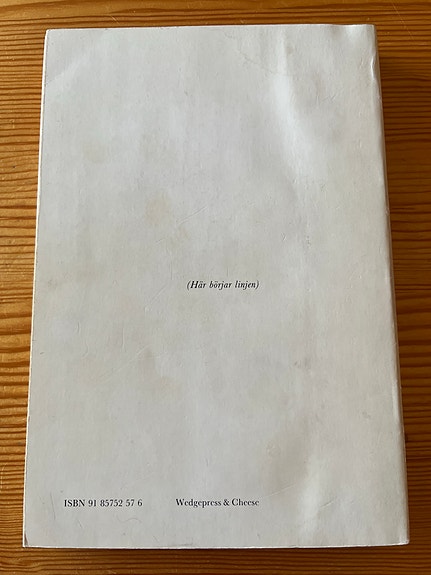 (Här börjar linjen)
ISBN 91 85752 57 6 Wedgepress & Cheese